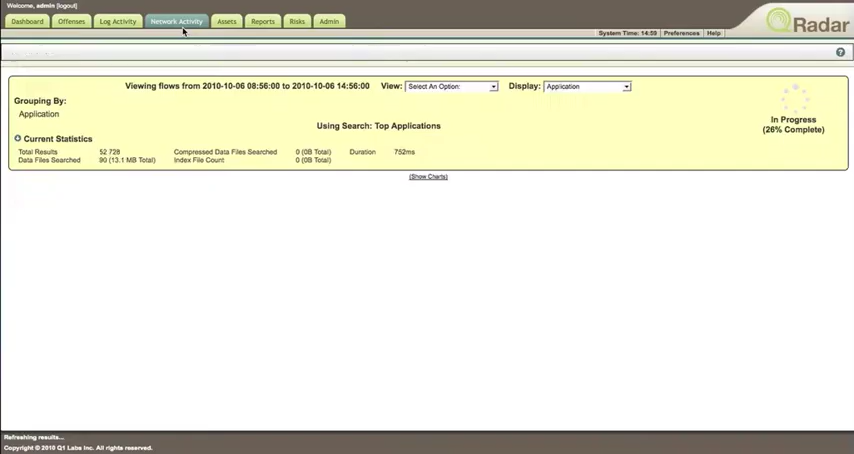 Welcome, admin [logout]
Dashboard Offenses Log Activity Network Activity Assets Reports Risks Admin
QRadar
System Time: 14:59 Preferences Help
?
Viewing flows from 2010-10-06 08:56:00 to 2010-10-06 14:56:00 View: Select An Option: Display: Application
Grouping By:
Application
Using Search: Top Applications
In Progress
(26% Complete)
Current Statistics
Total Results 52 728 Compressed Data Files Searched 0 (0B Total) Duration 752ms
Data Files Searched 90 (13.1 MB Total) Index File Count 0 (0B Total)
(Show Charts)
Refreshing results...
Copyright © 2010 Q1 Labs Inc. All rights reserved.